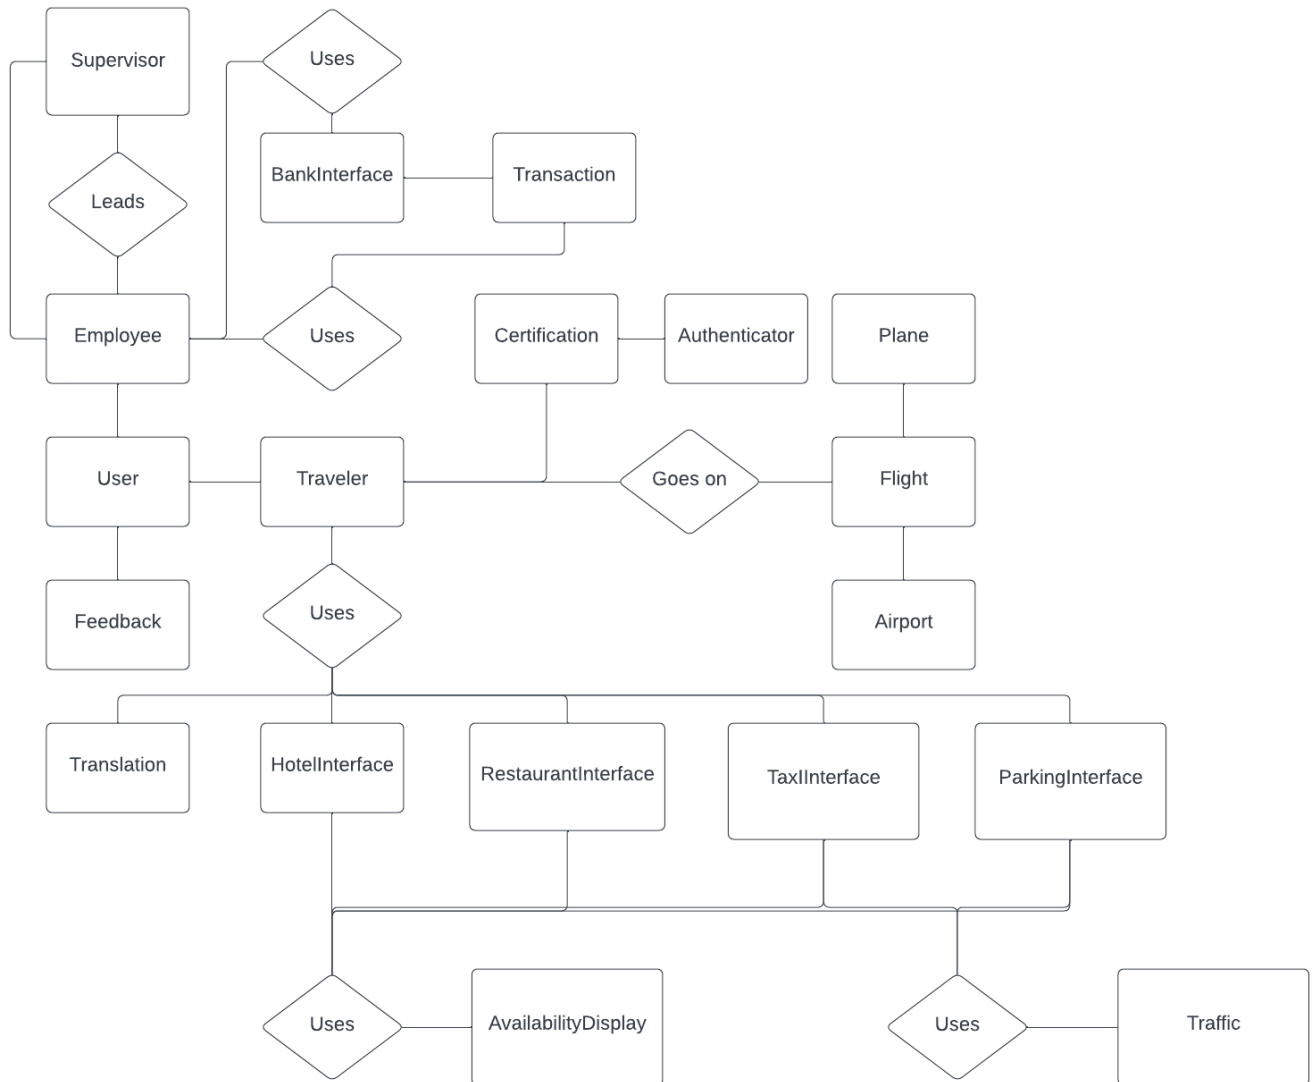 Supervisor
Uses
BankInterface
Transaction
Leads
Employee
Uses
Certification
Authenticator
Plane
User
Traveler
Goes on
Flight
Feedback
Uses
Airport
Translation
HotelInterface
RestaurantInterface
TaxIInterface
ParkingInterface
Uses
AvailabilityDisplay
Uses
Traffic